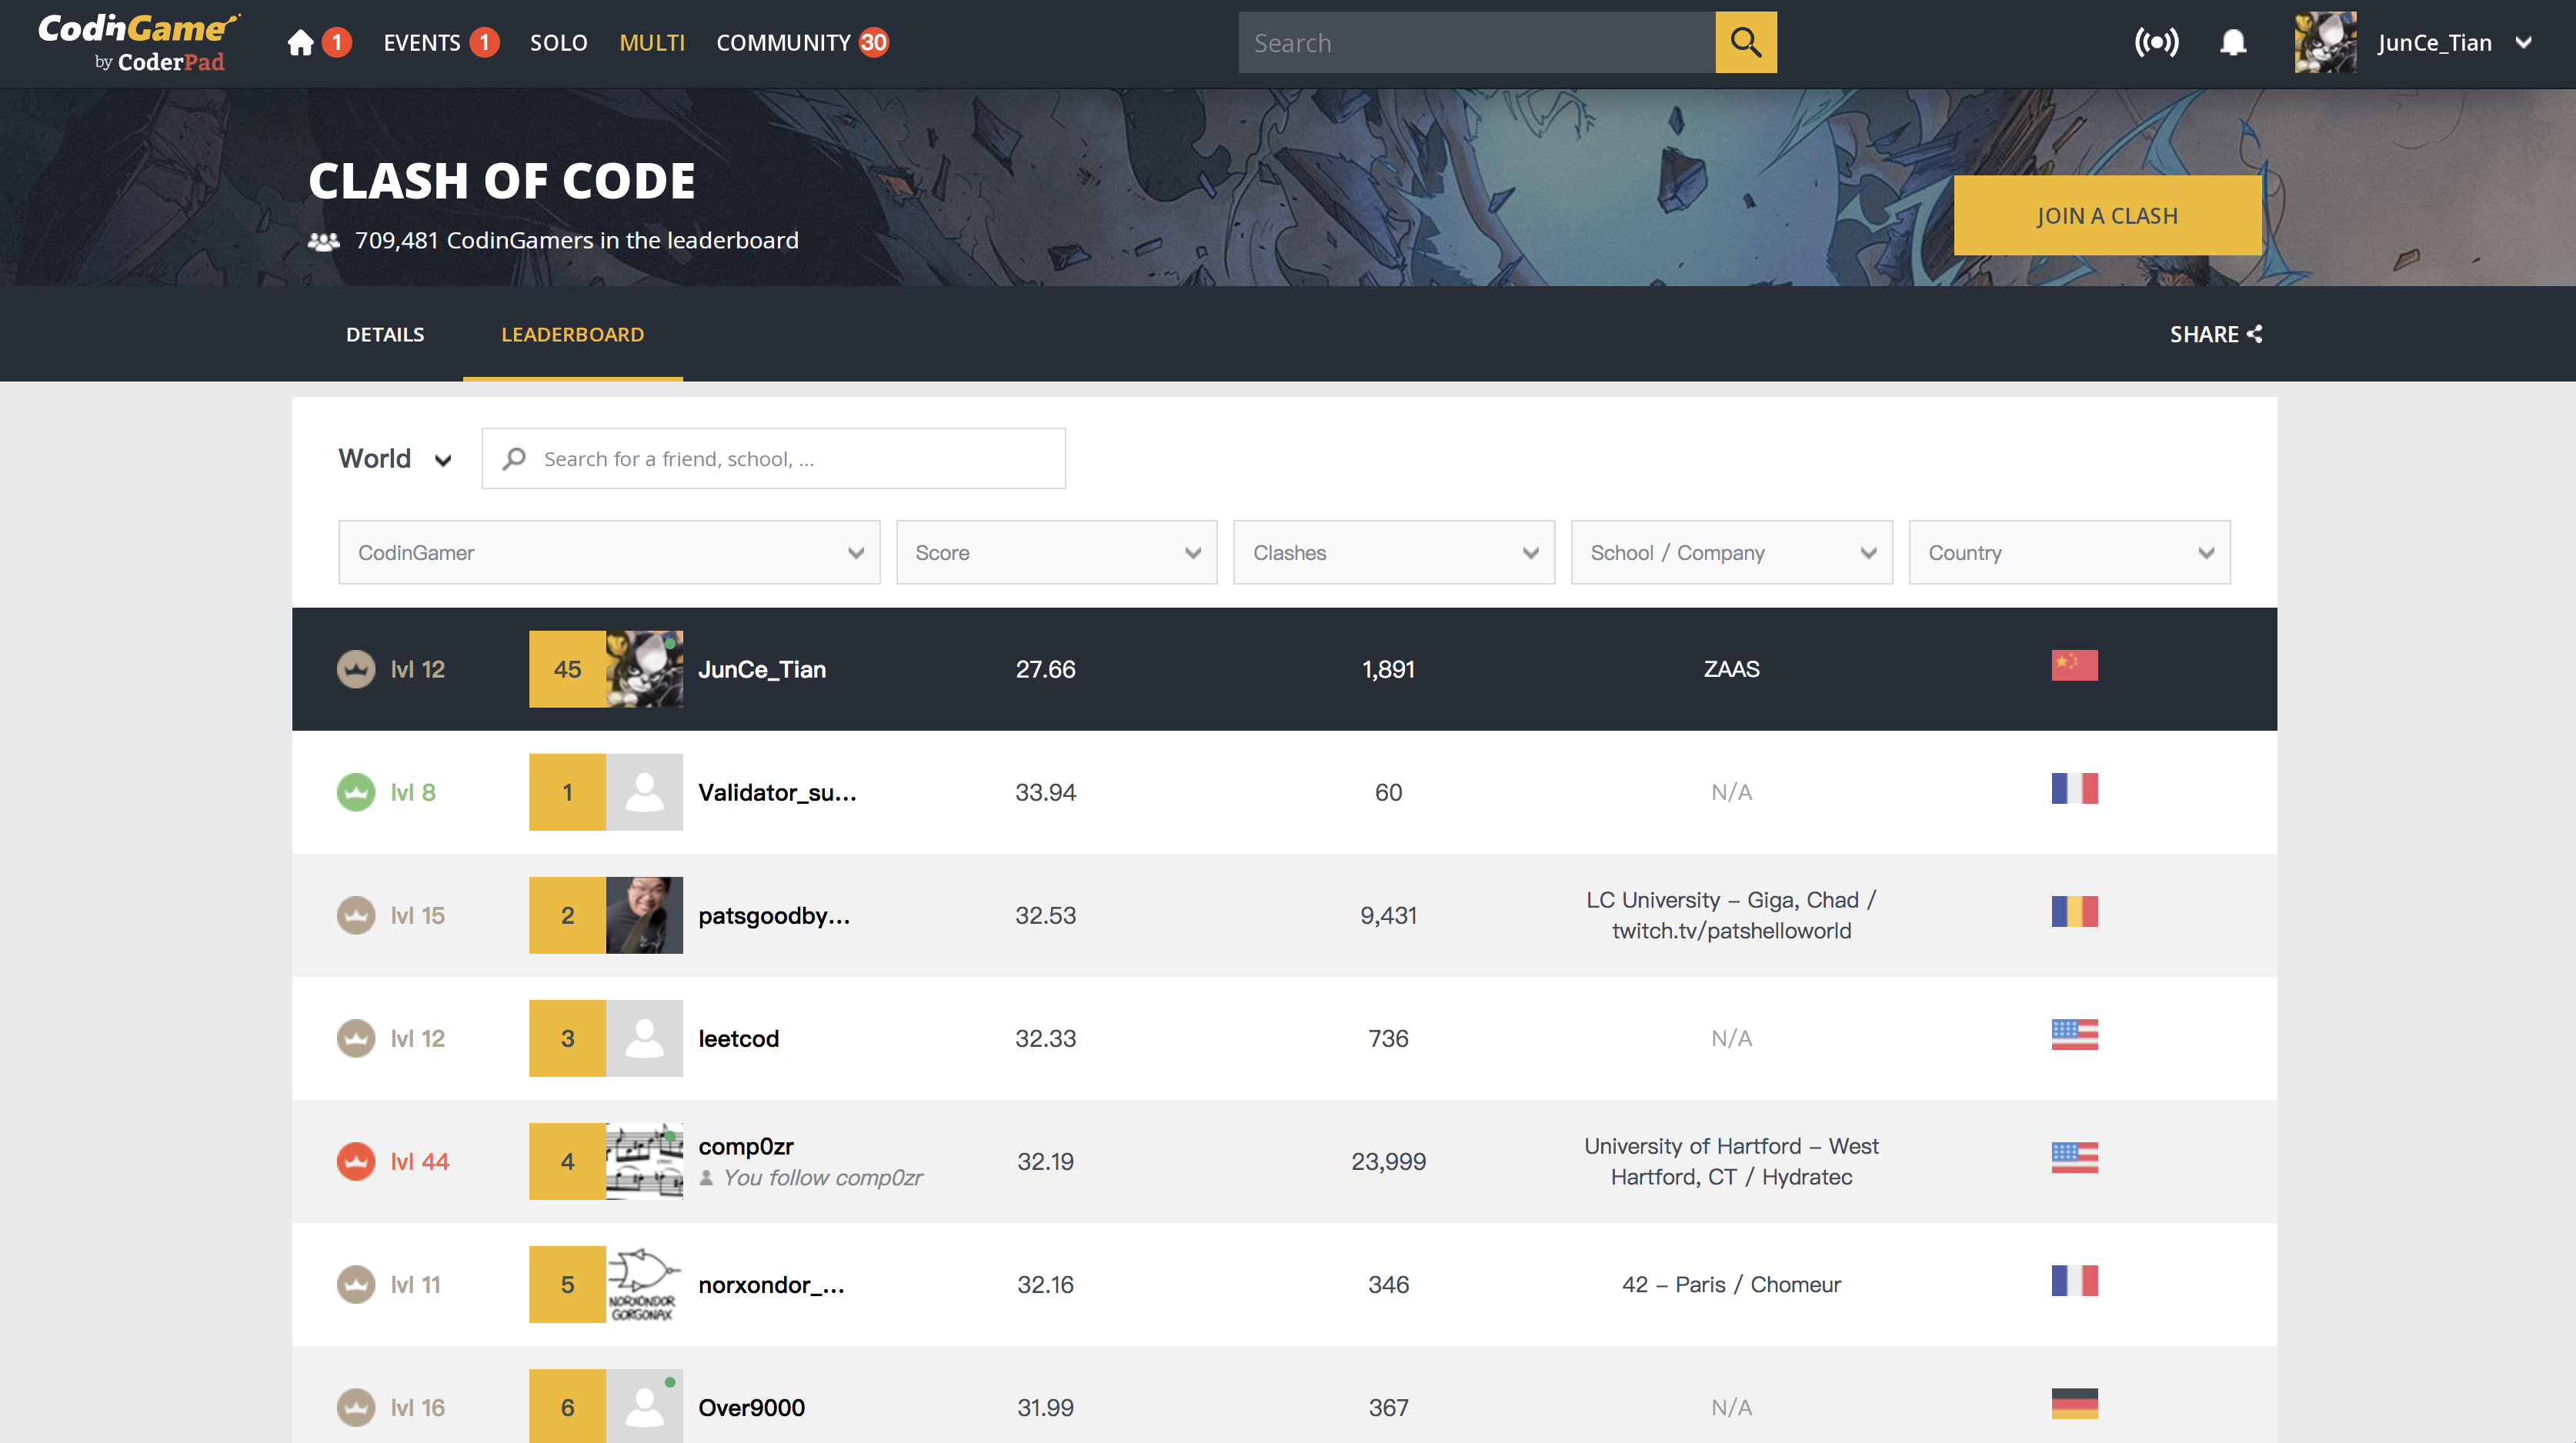 CodinGame
by CoderPad
1
EVENTS 1
SOLO
MULTI
COMMUNITY 30
Search
JunCe_Tian
CLASH OF CODE
709,481 CodinGamers in the leaderboard
JOIN A CLASH
DETAILS
LEADERBOARD
SHARE
World
Search for a friend, school, ...
CodinGamer
Score
Clashes
School / Company
Country
lvl 12 45 JunCe_Tian 27.66 1,891 ZAAS
lvl 8 1 Validator_su... 33.94 60 N/A
lvl 15 2 patsgoodby... 32.53 9,431 LC University – Giga, Chad /
twitch.tv/patshelloworld
lvl 12 3 leetcod 32.33 736 N/A
lvl 44 4 comp0zr 32.19 23,999 University of Hartford – West
You follow comp0zr Hartford, CT / Hydratec
lvl 11 5 norxondor_... 32.16 346 42 – Paris / Chomeur
NORXONDOR
GORGONAX
lvl 16 6 Over9000 31.99 367 N/A